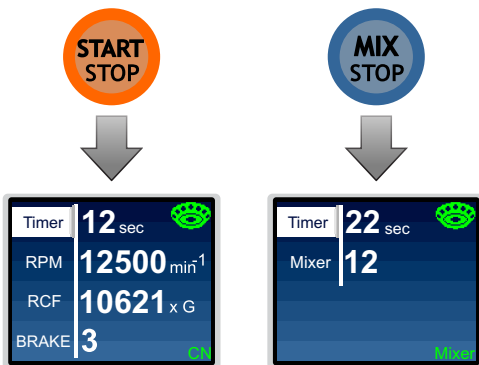 START
STOP
MIX
STOP
Timer 12 sec
RPM 12500 min-1
RCF 10621 x G
BRAKE 3
CN
Timer 22 sec
Mixer 12
Mixer